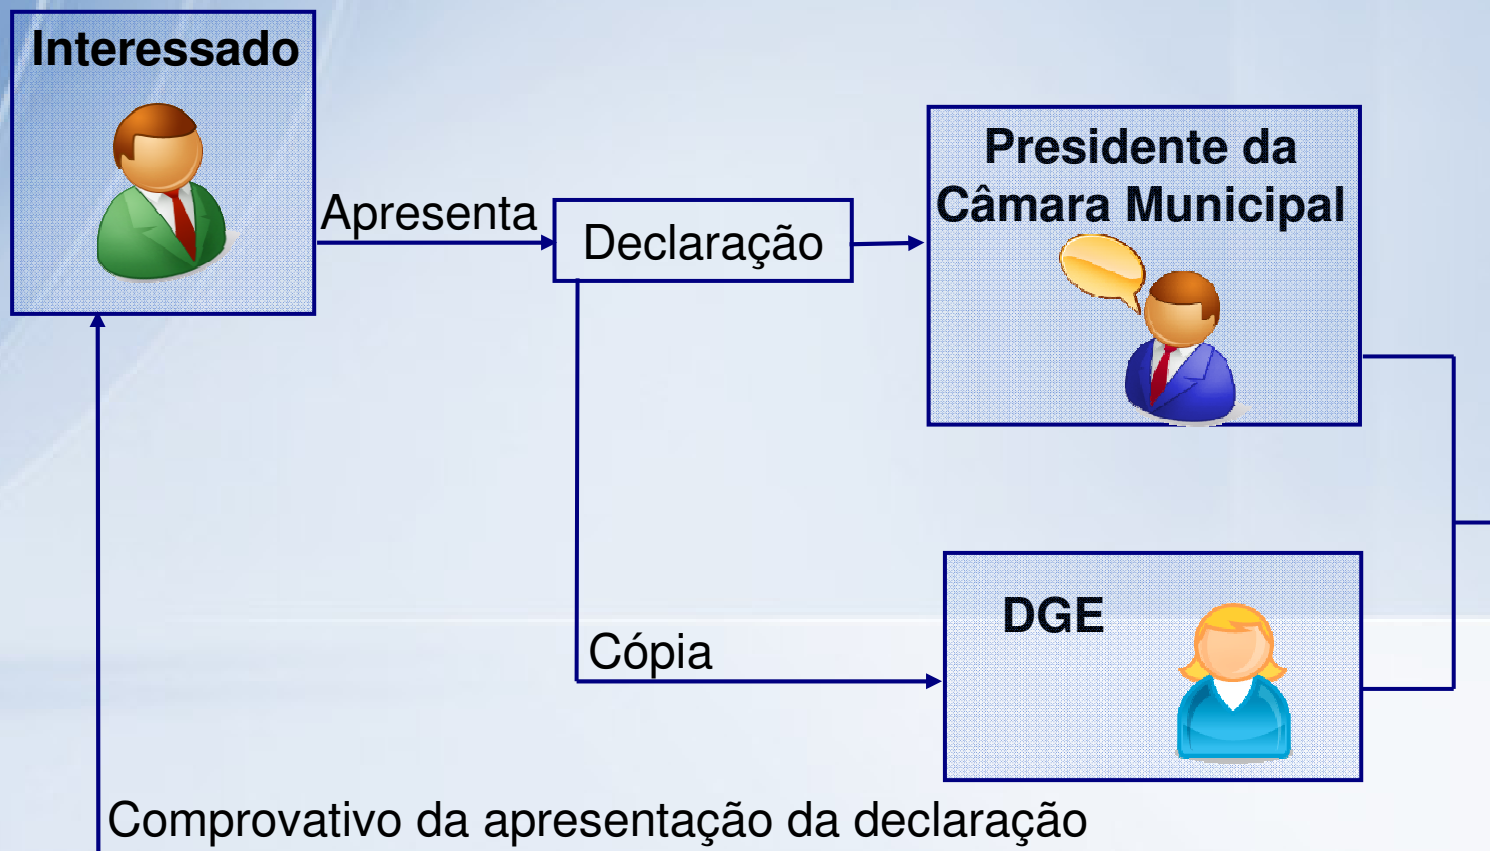 Interessado
Apresenta
Declaração
Presidente da
Câmara Municipal
DGE
Cópia
Comprovativo da apresentação da declaração